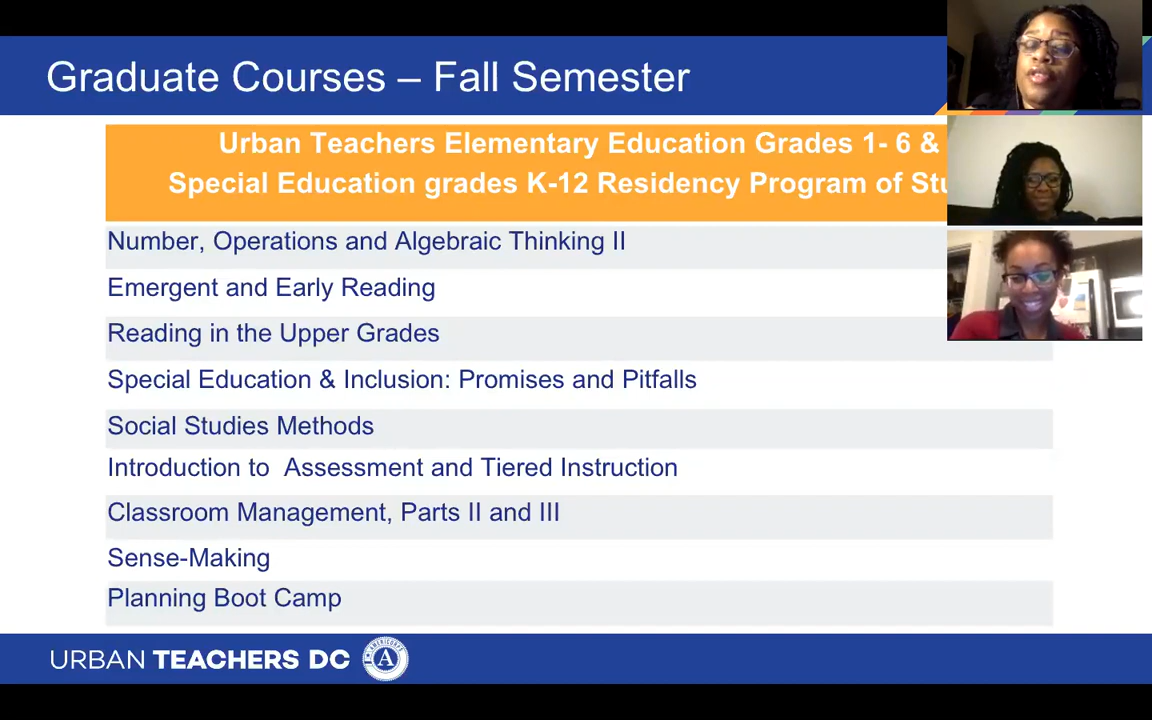 Graduate Courses – Fall Semester
Urban Teachers Elementary Education Grades 1- 6 &
Special Education grades K-12 Residency Program of
Number, Operations and Algebraic Thinking II
Emergent and Early Reading
Reading in the Upper Grades
Special Education & Inclusion: Promises and Pitfalls
Social Studies Methods
Introduction to  Assessment and Tiered Instruction
Classroom Management, Parts II and III
Sense-Making
Planning Boot Camp
URBAN TEACHERS DC
AMERICORPS
A